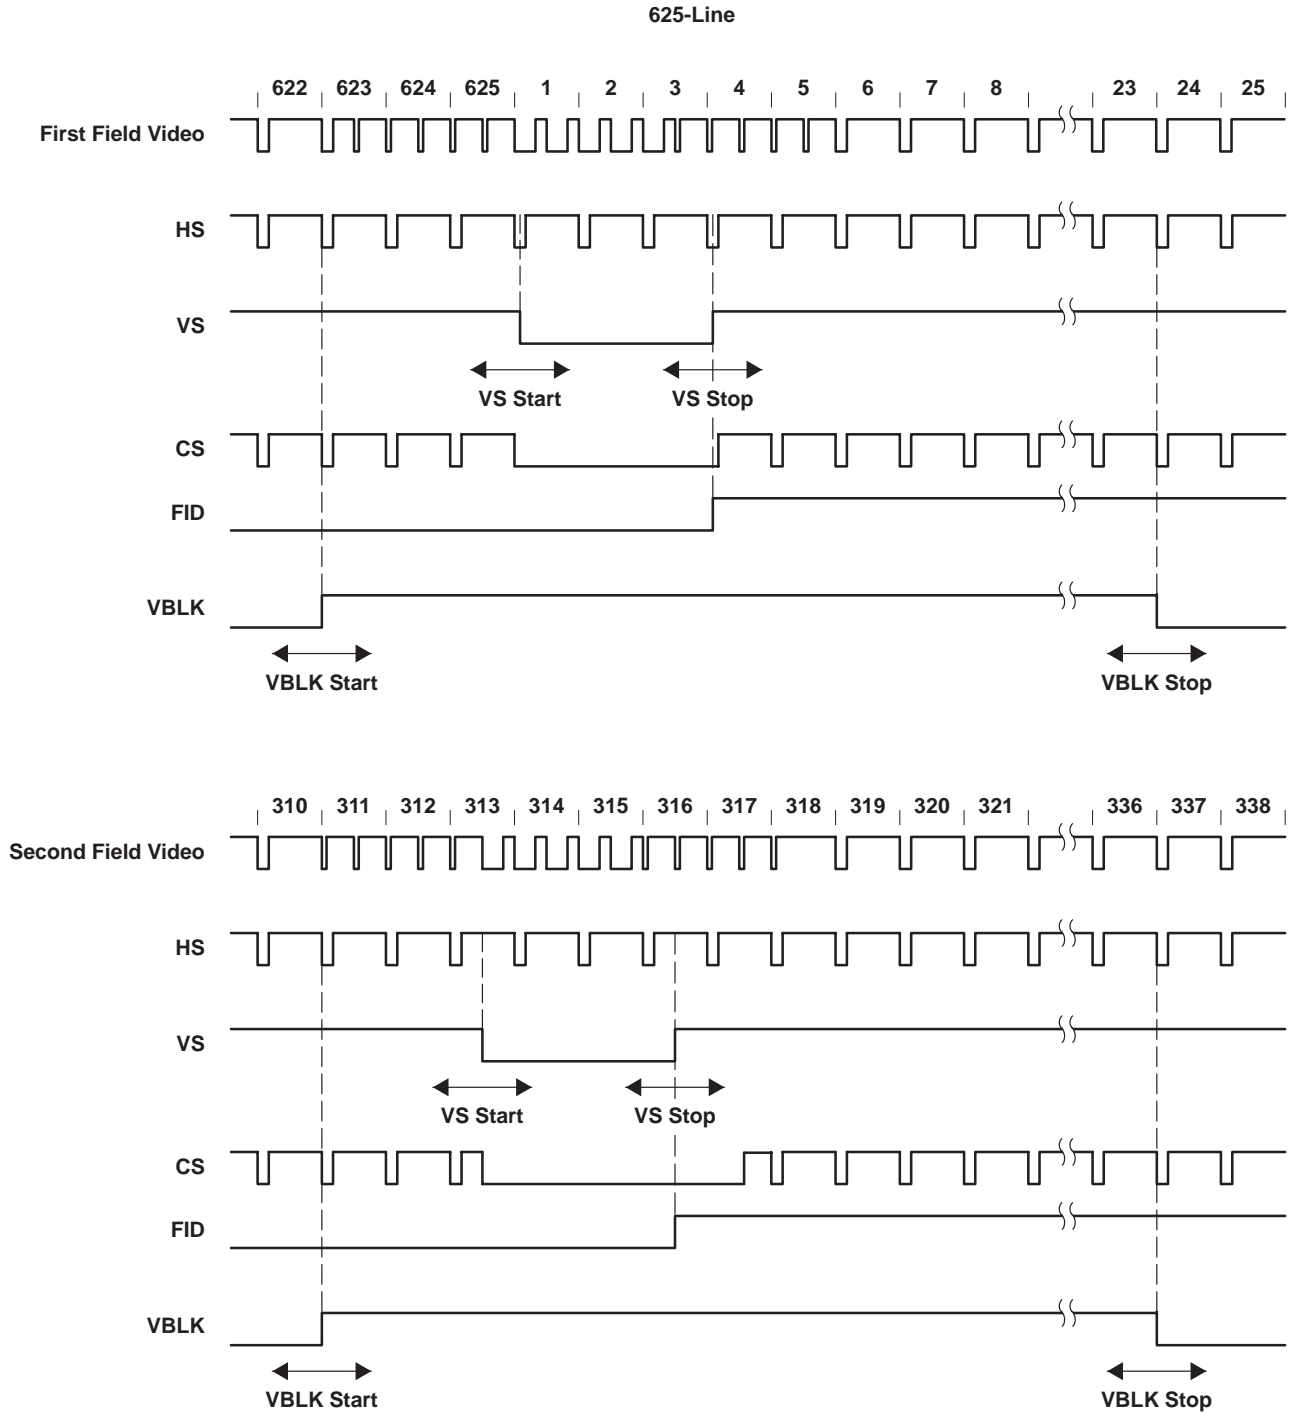 625-Line
622 623 624 625 1 2 3 4 5 6 7 8 23 24 25
First Field Video
HS
VS
VS Start VS Stop
CS
FID
VBLK
VBLK Start VBLK Stop
310 311 312 313 314 315 316 317 318 319 320 321 336 337 338
Second Field Video
HS
VS
VS Start VS Stop
CS
FID
VBLK
VBLK Start VBLK Stop